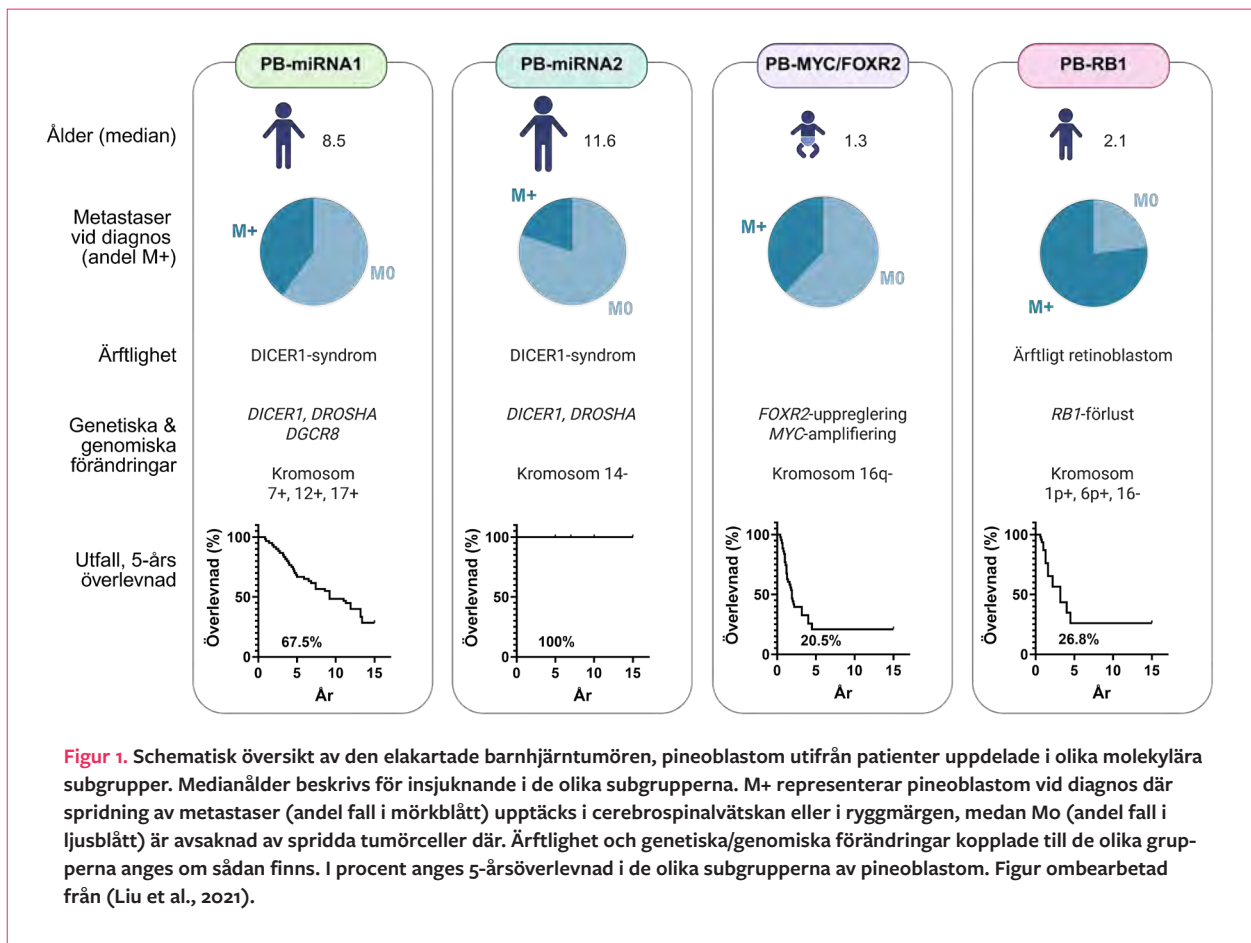 PB-miRNA1
PB-miRNA2
PB-MYC/FOXR2
PB-RB1
Ålder (median)
8.5
11.6
1.3
2.1
Metastaser
vid diagnos
(andel M+)
M+
M0
M+
M0
M+
M0
M0
M+
Ärftlighet
DICER1-syndrom
DICER1-syndrom
Ärftligt retinoblastom
Genetiska &
genomiska
förändringar
DICER1, DROSHA
DGCR8
Kromosom
7+, 12+, 17+
DICER1, DROSHA
Kromosom 14-
FOXR2-uppreglering
MYC-amplifiering
Kromosom 16q-
RB1-förlust
Kromosom
1p+, 6p+, 16-
Utfall, 5-års
överlevnad
Överlevnad (%)
100
50
0
67.5%
0 5 10 15
År
Överlevnad (%)
100
50
0
100%
0 5 10 15
År
Överlevnad (%)
100
50
0
20.5%
0 5 10 15
År
Överlevnad (%)
100
50
0
26.8%
0 5 10 15
År
Figur 1. Schematisk översikt av den elakartade barnhjärntumören, pineoblastom utifrån patienter uppdelade i olika molekylära
subgrupper. Medianålder beskrivs för insjuknande i de olika subgrupperna. M+ representerar pineoblastom vid diagnos där
spridning av metastaser (andel fall i mörkblått) upptäcks i cerebrospinalvätskan eller i ryggmärgen, medan Mo (andel fall i
ljusblått) är avsaknad av spridda tumörceller där. Ärftlighet och genetiska/genomiska förändringar kopplade till de olika grup-
perna anges om sådan finns. I procent anges 5-årsöverlevnad i de olika subgrupperna av pineoblastom. Figur ombearbetad
från (Liu et al., 2021).